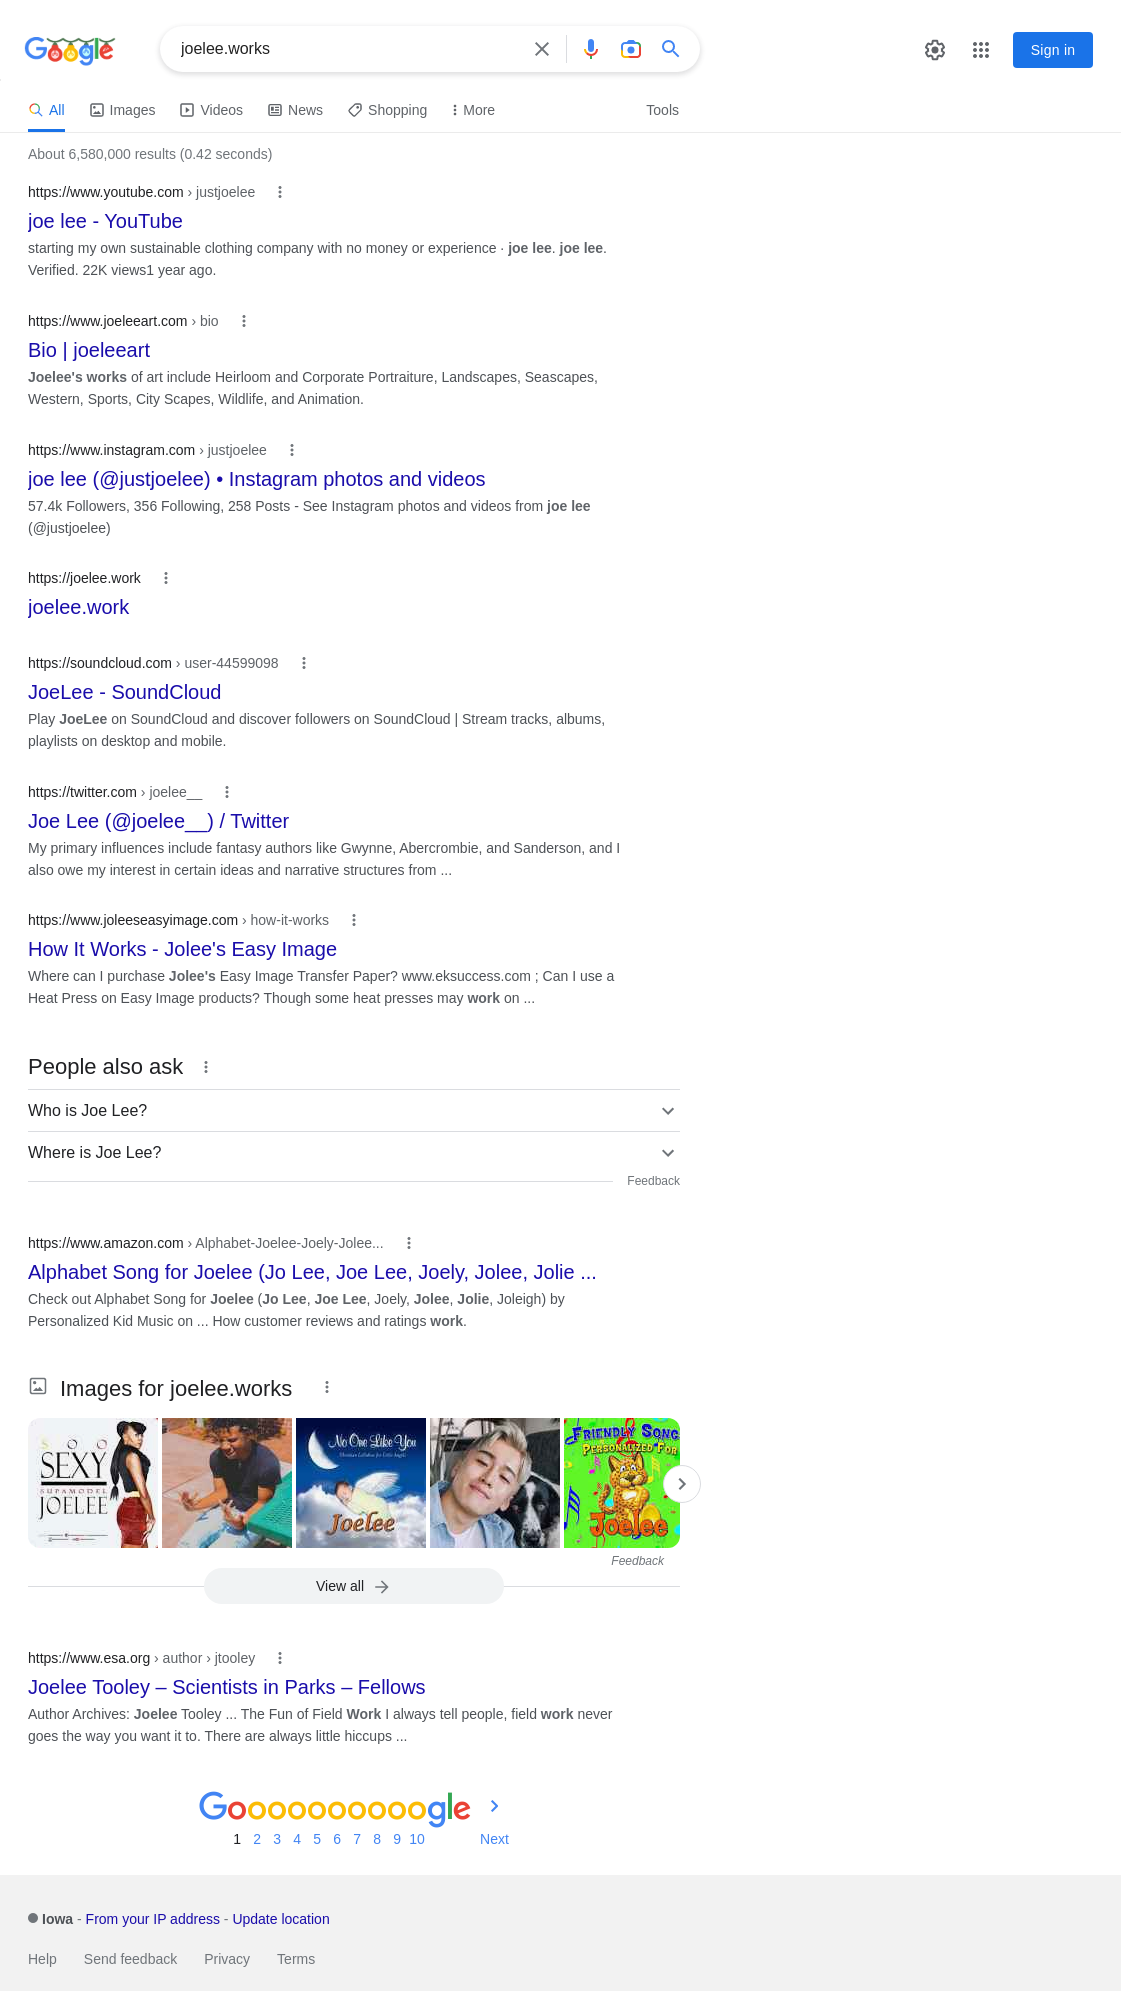 Google
joelee.works
Sign in
All Images Videos News Shopping More Tools
About 6,580,000 results (0.42 seconds)
https://www.youtube.com › justjoelee
joe lee - YouTube
starting my own sustainable clothing company with no money or experience · joe lee. joe lee.
Verified. 22K views1 year ago.
https://www.joeleeart.com › bio
Bio | joeleeart
Joelee's works of art include Heirloom and Corporate Portraiture, Landscapes, Seascapes,
Western, Sports, City Scapes, Wildlife, and Animation.
https://www.instagram.com › justjoelee
joe lee (@justjoelee) • Instagram photos and videos
57.4k Followers, 356 Following, 258 Posts - See Instagram photos and videos from joe lee
(@justjoelee)
https://joelee.work
joelee.work
https://soundcloud.com › user-44599098
JoeLee - SoundCloud
Play JoeLee on SoundCloud and discover followers on SoundCloud | Stream tracks, albums,
playlists on desktop and mobile.
https://twitter.com › joelee__
Joe Lee (@joelee__) / Twitter
My primary influences include fantasy authors like Gwynne, Abercrombie, and Sanderson, and I
also owe my interest in certain ideas and narrative structures from ...
https://www.joleeseasyimage.com › how-it-works
How It Works - Jolee's Easy Image
Where can I purchase Jolee's Easy Image Transfer Paper? www.eksuccess.com ; Can I use a
Heat Press on Easy Image products? Though some heat presses may work on ...
People also ask
Who is Joe Lee?
Where is Joe Lee?
Feedback
https://www.amazon.com › Alphabet-Joelee-Joely-Jolee...
Alphabet Song for Joelee (Jo Lee, Joe Lee, Joely, Jolee, Jolie ...
Check out Alphabet Song for Joelee (Jo Lee, Joe Lee, Joely, Jolee, Jolie, Joleigh) by
Personalized Kid Music on ... How customer reviews and ratings work.
Images for joelee.works
S O O
SEXY
SUPAMODEL
JOELEE
No One Like You
Christian Lullabies for Little Angels
Joelee
FRIENDLY SONG
PERSONALIZED FOR
Joelee
Feedback
View all
https://www.esa.org › author › jtooley
Joelee Tooley – Scientists in Parks – Fellows
Author Archives: Joelee Tooley ... The Fun of Field Work I always tell people, field work never
goes the way you want it to. There are always little hiccups ...
Goooooooooogle
1 2 3 4 5 6 7 8 9 10 Next
Iowa - From your IP address - Update location
Help Send feedback Privacy Terms